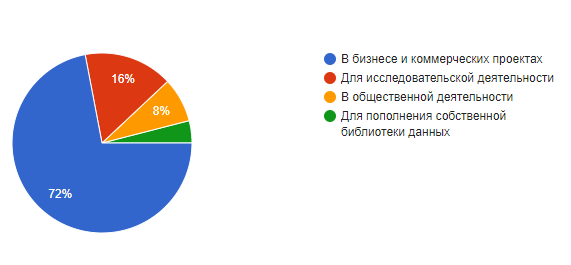 16%
8%
72%
В бизнесе и коммерческих проектах
Для исследовательской деятельности
В общественной деятельности
Для пополнения собственной
библиотеки данных